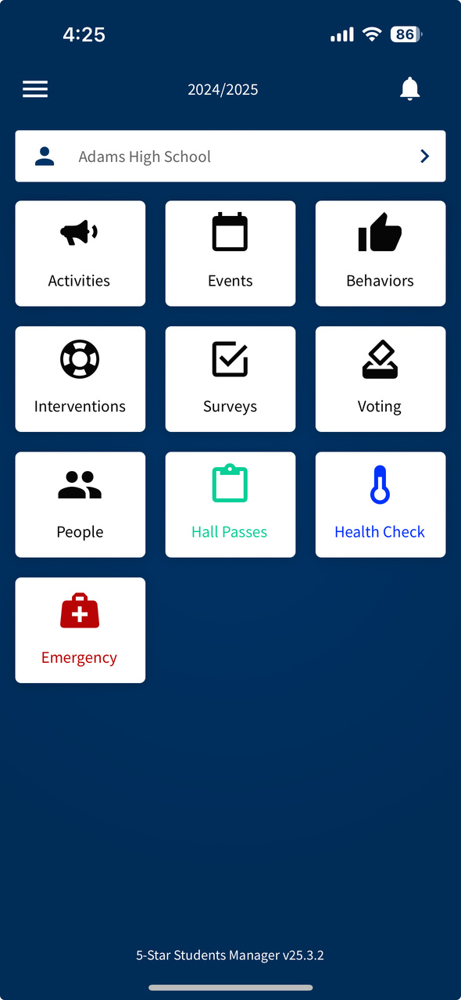 4:25
86
2024/2025
Adams High School
Activities
Events
Behaviors
Interventions
Surveys
Voting
People
Hall Passes
Health Check
Emergency
5-Star Students Manager v25.3.2